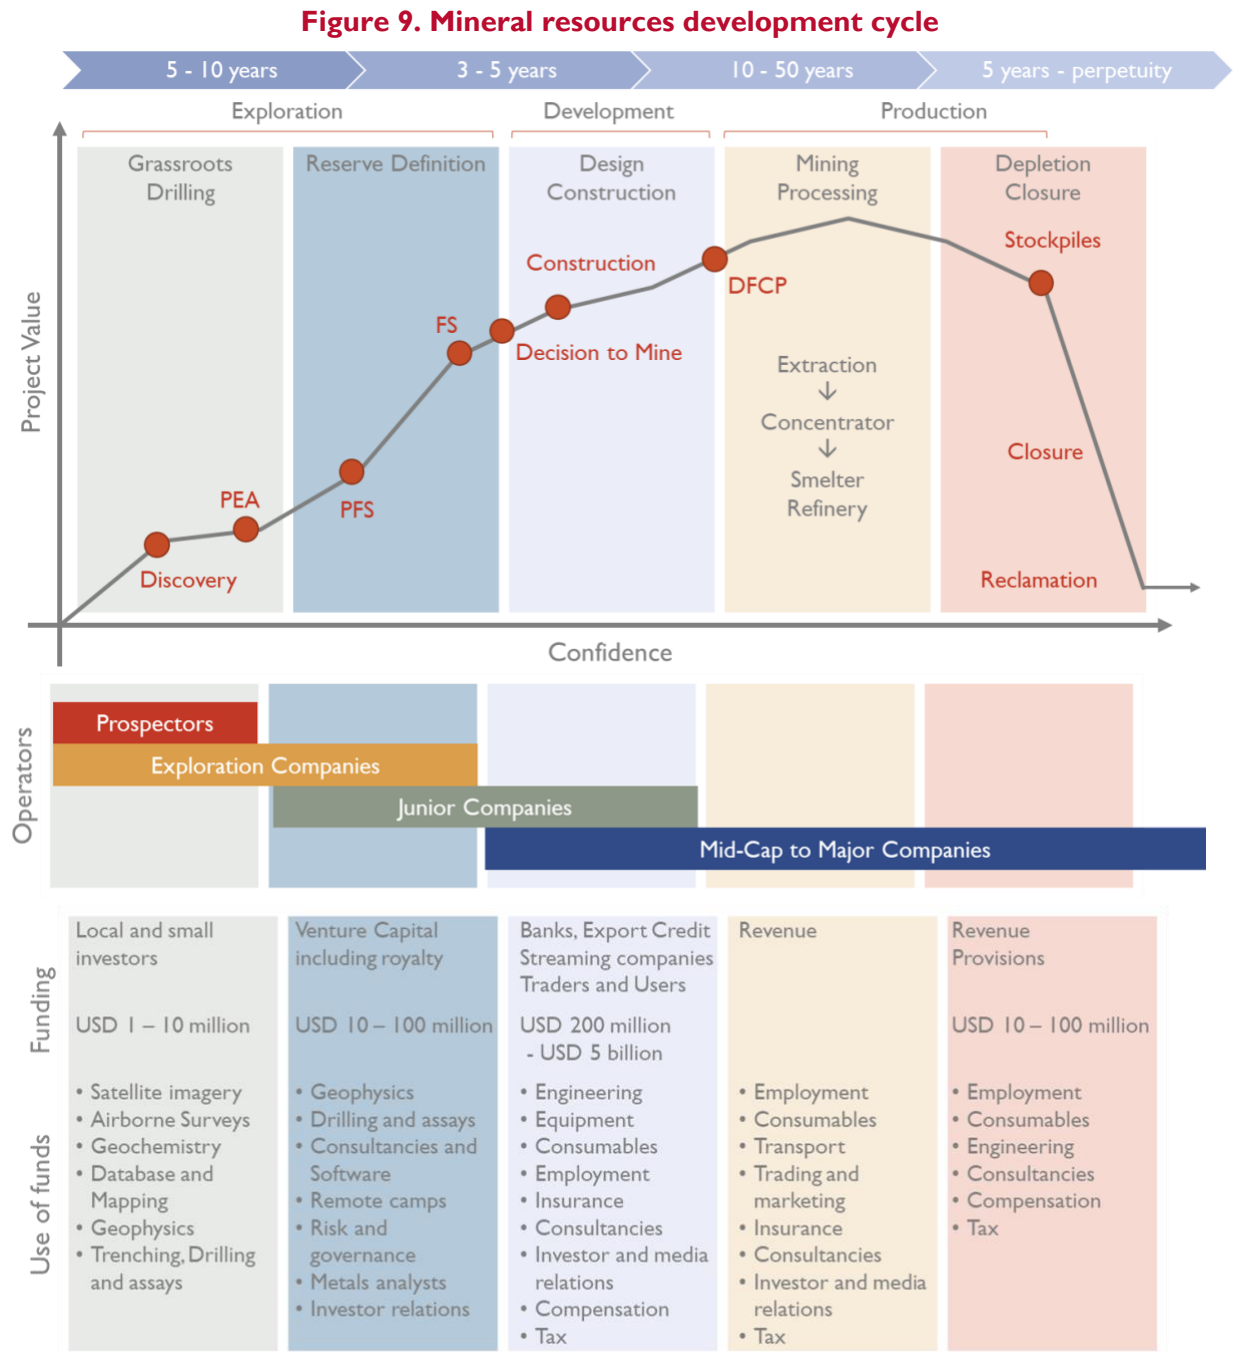 Figure 9. Mineral resources development cycle
5 - 10 years
3 - 5 years
10 - 50 years
5 years - perpetuity
Exploration
Development
Production
Grassroots
Drilling
Reserve Definition
Design
Construction
Mining
Processing
Depletion
Closure
Project Value
Discovery
PEA
PFS
FS
Decision to Mine
Construction
DFCP
Extraction
Concentrator
Smelter
Refinery
Stockpiles
Closure
Reclamation
Confidence
Operators
Prospectors
Exploration Companies
Junior Companies
Mid-Cap to Major Companies
Funding
Local and small
investors
USD 1 – 10 million
Venture Capital
including royalty
USD 10 – 100 million
Banks, Export Credit
Streaming companies
Traders and Users
USD 200 million
- USD 5 billion
Revenue
Revenue
Provisions
USD 10 – 100 million
Use of funds
• Satellite imagery
• Airborne Surveys
• Geochemistry
• Database and
Mapping
• Geophysics
• Trenching, Drilling
and assays
• Geophysics
• Drilling and assays
• Consultancies and
Software
• Remote camps
• Risk and
governance
• Metals analysts
• Investor relations
• Engineering
• Equipment
• Consumables
• Employment
• Insurance
• Consultancies
• Investor and media
relations
• Compensation
• Tax
• Employment
• Consumables
• Transport
• Trading and
marketing
• Insurance
• Consultancies
• Investor and media
relations
• Tax
• Employment
• Consumables
• Engineering
• Consultancies
• Compensation
• Tax